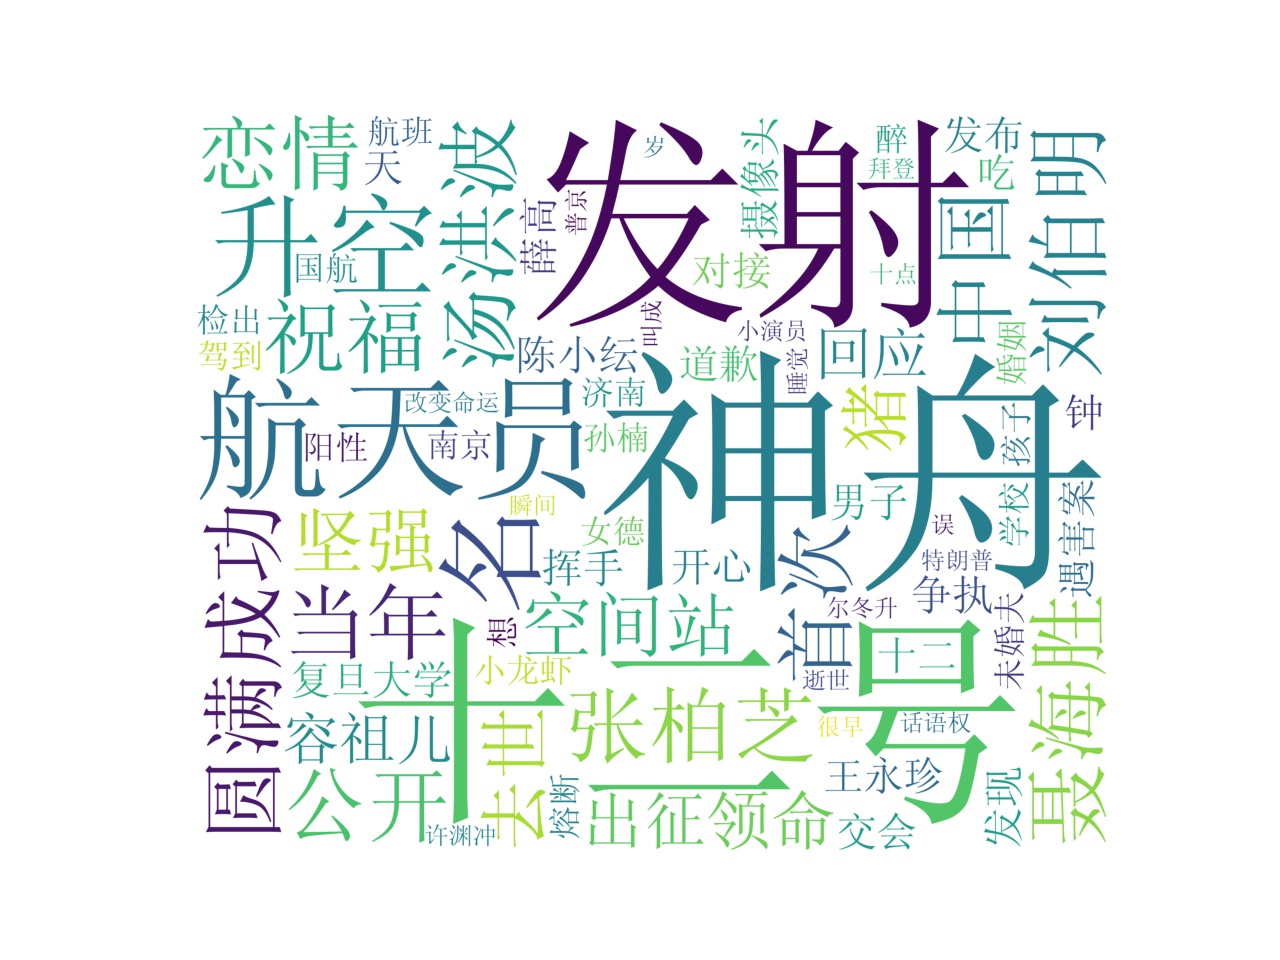 恋情
航班
天
汤洪波
发射
岁
普京
薛高
摄像头
醉
拜登
发布
吃
刘伯明
中国
升空
国航
对接
十点
检出
驾到
祝福
陈小纭
叫成
道歉
小演员
睡觉
回应
婚姻
航天员
改变命运
阳性
南京
济南
孙楠
神舟
猪
孩子
钟
圆满成功
坚强
名
瞬间
女德
挥手
开心
首次
男子
学校
误
特朗普
遇害案
争执
当年
想
空间站
尔冬升
未婚夫
聂海胜
十二号
十二
复旦大学
小龙虾
逝世
容祖儿
去世
张柏芝
很早
话语权
王永珍
公开
许渊冲
熔断
出征领命
交会
发现